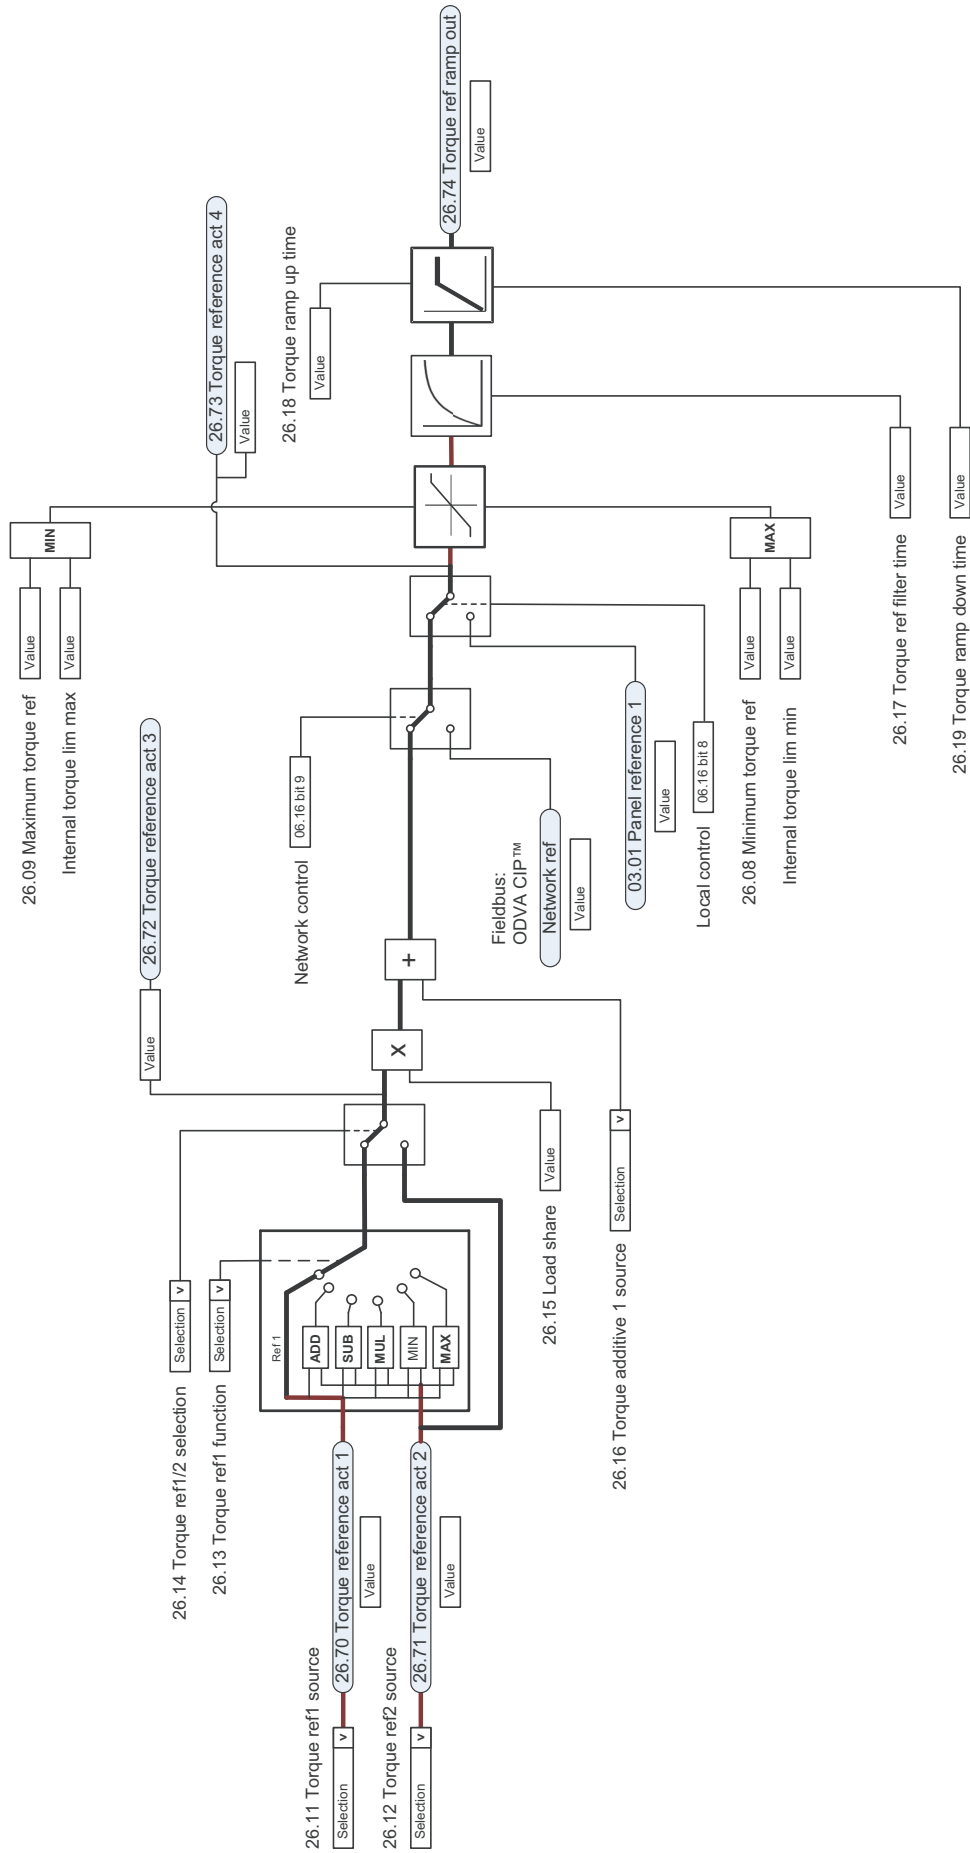 26.11 Torque ref1 source
Selection v
26.70 Torque reference act 1
Value
26.12 Torque ref2 source
Selection v
26.71 Torque reference act 2
Value
26.14 Torque ref1/2 selection
Selection v
26.13 Torque ref1 function
Selection v
Ref 1
ADD
SUB
MUL
MIN
MAX
26.15 Load share
Value
26.16 Torque additive 1 source
Selection v
Value
26.72 Torque reference act 3
X
+
Network control
06.16 bit 9
Fieldbus:
ODVA CIP™
Network ref
Value
03.01 Panel reference 1
Value
Local control
06.16 bit 8
26.09 Maximum torque ref
Value
Internal torque lim max
Value
MIN
26.73 Torque reference act 4
Value
26.08 Minimum torque ref
Value
Internal torque lim min
Value
MAX
26.18 Torque ramp up time
Value
26.17 Torque ref filter time
Value
26.19 Torque ramp down time
Value
26.74 Torque ref ramp out
Value